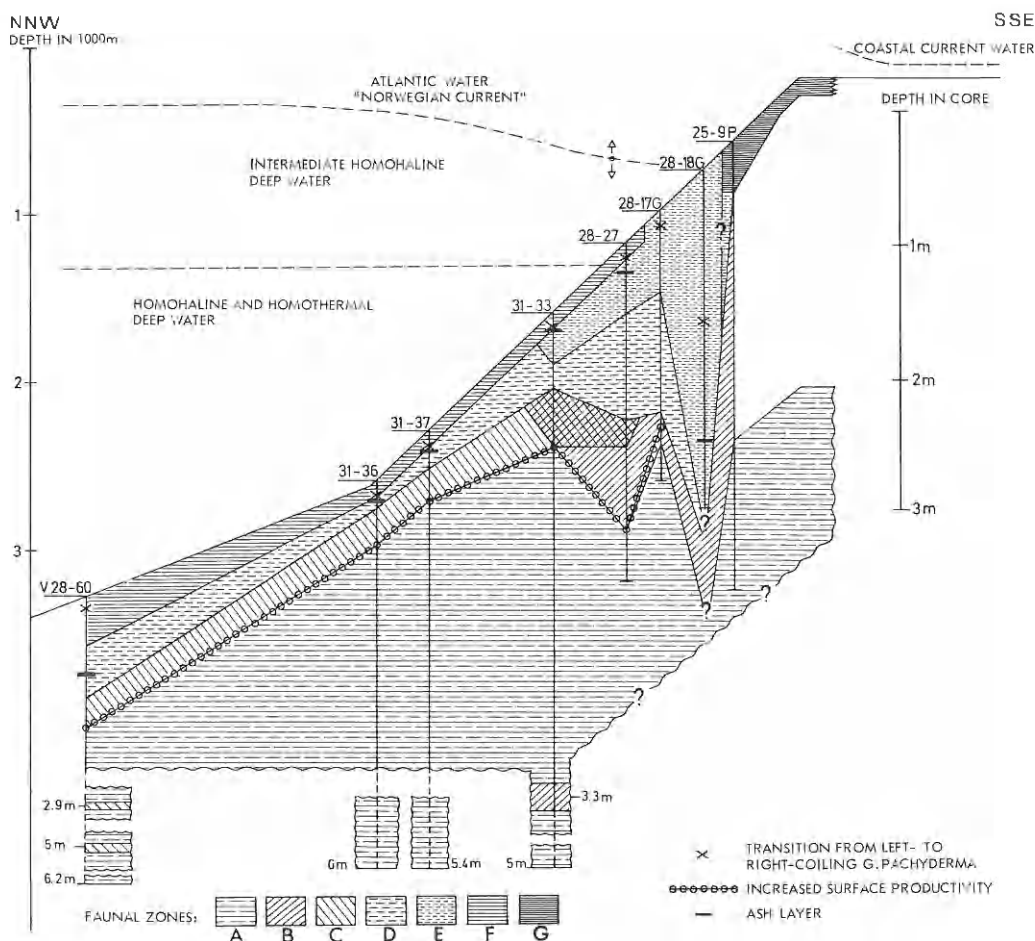 NNW
SSE
DEPTH IN 1000m
COASTAL CURRENT WATER
ATLANTIC WATER
"NORWEGIAN CURRENT"
DEPTH IN CORE
25-9P
28-18G
INTERMEDIATE HOMOHALINE
DEEP WATER
28-17G
1
?
28-27
1m
HOMOHALINE AND HOMOTHERMAL
DEEP WATER
31-33
2
2m
31-37
31-36
3m
?
3
V 28-60
?
?
?
2.9m
3.3m
5m
6m
5.4m
5m
6.2m
TRANSITION FROM LEFT- TO
RIGHT-COILING G. PACHYDERMA
INCREASED SURFACE PRODUCTIVITY
ASH LAYER
FAUNAL ZONES:
A B C D E F G